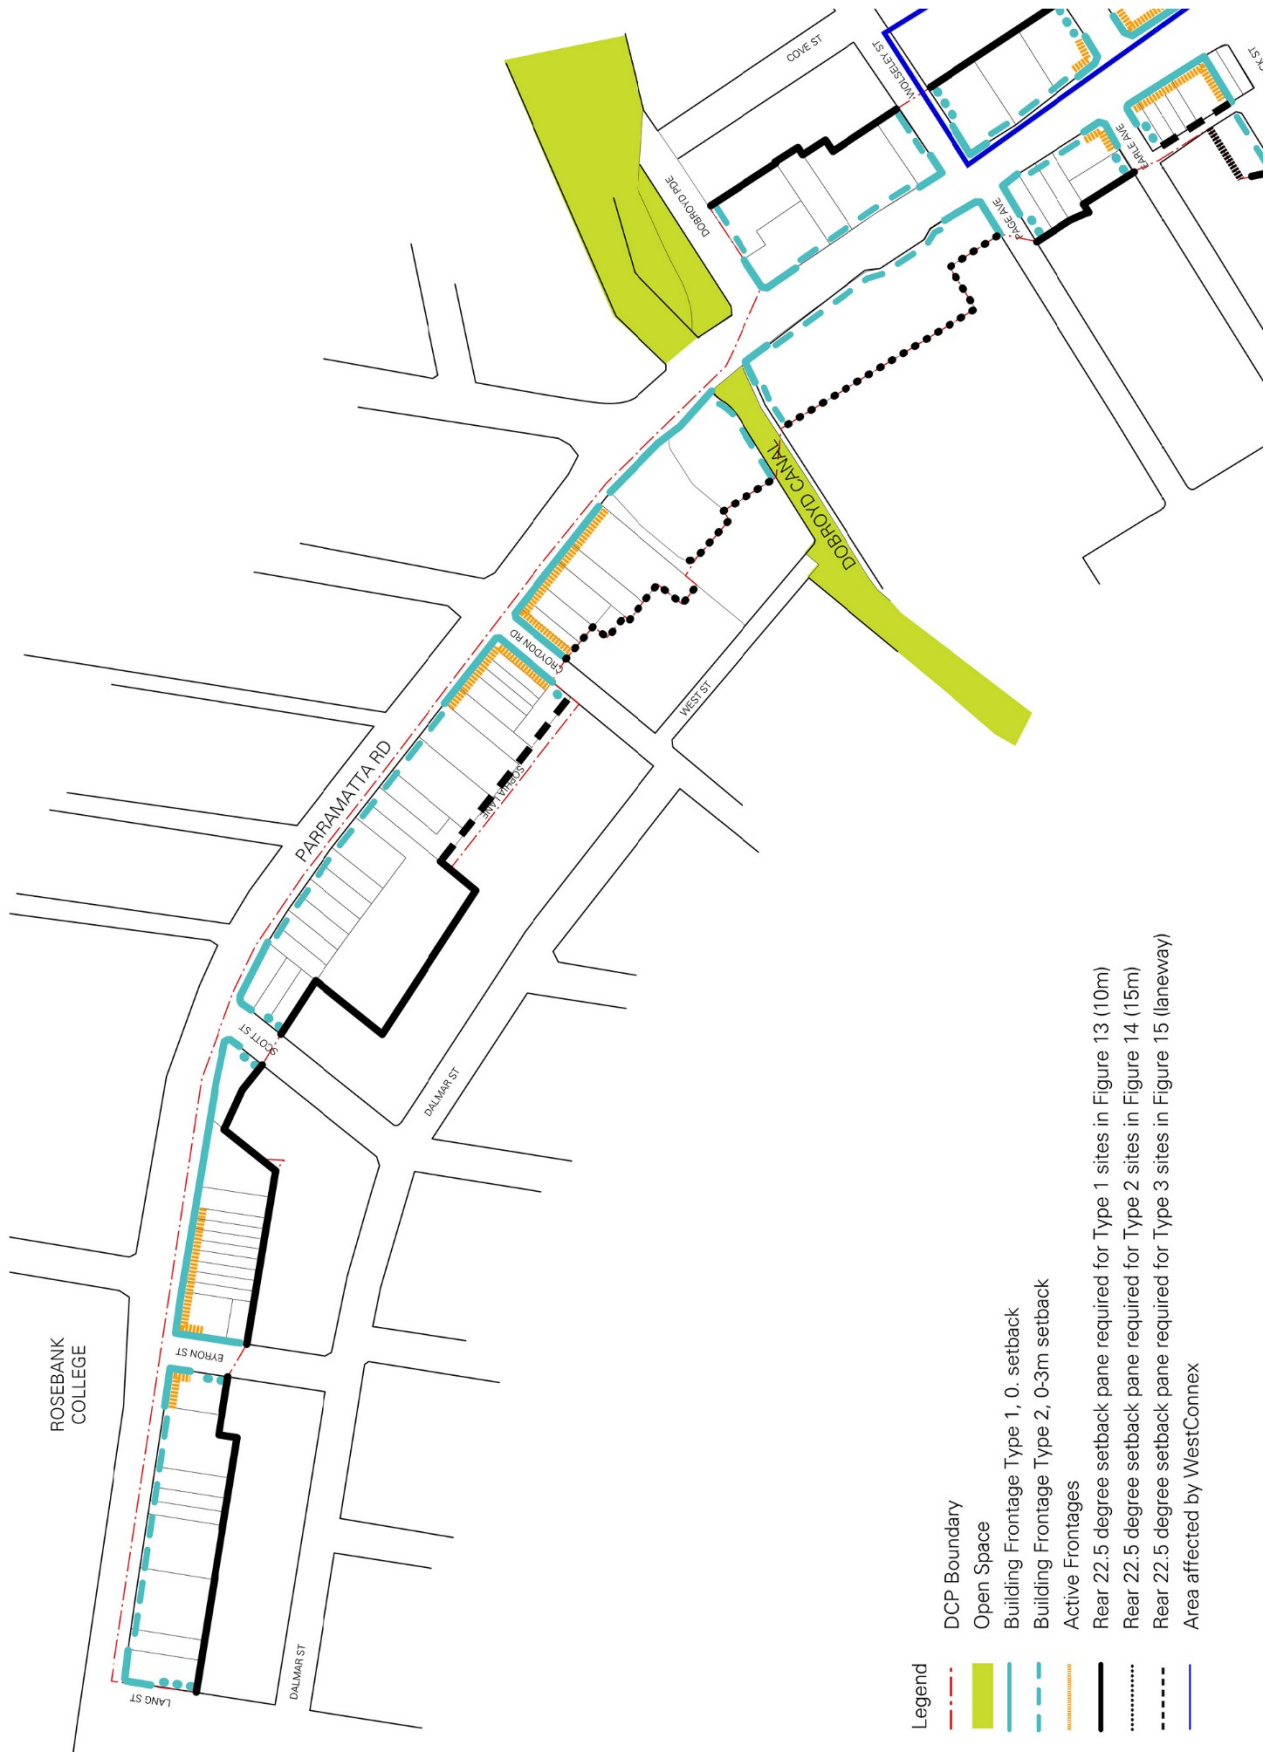 COVE ST
WOLSELEY ST
DOBROYD PDE
EARLE AVE
PAGE AVE
DOBROYD CANAL
CROYDON RD
WEST ST
PARRAMATTA RD
SOPHIA LANE
SCOTT ST
DALMAR ST
ROSEBANK
COLLEGE
EYRON ST
LANG ST
DALMAR ST
Legend
DCP Boundary
Open Space
Building Frontage Type 1, 0. setback
Building Frontage Type 2, 0-3m setback
Active Frontages
Rear 22.5 degree setback pane required for Type 1 sites in Figure 13 (10m)
Rear 22.5 degree setback pane required for Type 2 sites in Figure 14 (15m)
Rear 22.5 degree setback pane required for Type 3 sites in Figure 15 (laneway)
Area affected by WestConnex